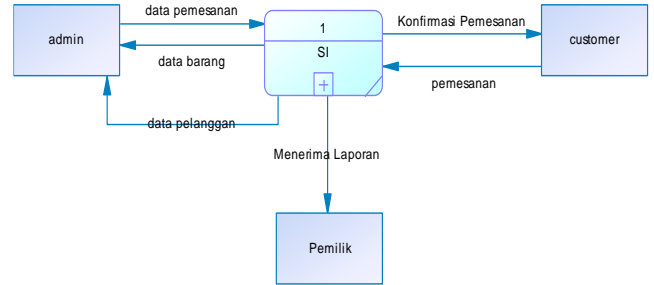 data pemesanan
Konfirmasi Pemesanan
admin
1
customer
SI
data barang
pemesanan
data pelanggan
Menerima Laporan
Pemilik